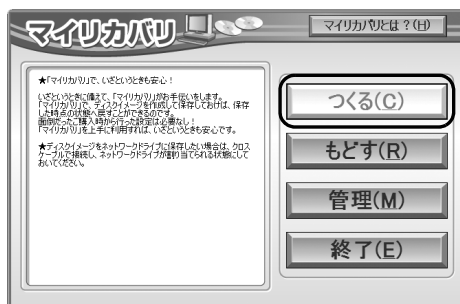 マイリカバリ
マイリカバリとは?(H)
★「マイリカバリ」で、いざというときも安心!
いざというときに備えて、「マイリカバリ」がお手伝いをします。
「マイリカバリ」で、ディスクイメージを作成して保存しておけば、保存
した時点の状態へ戻すことができるのです。
面倒だったご購入時から行った設定は必要なし!
「マイリカバリ」を上手に利用すれば、いざというときも安心です。
★ディスクイメージをネットワークドライブに保存したい場合は、クロス
ケーブルで接続し、ネットワークドライブが割り当てられる状態にして
おいてください。
つくる(C)
もどす(R)
管理(M)
終了(E)